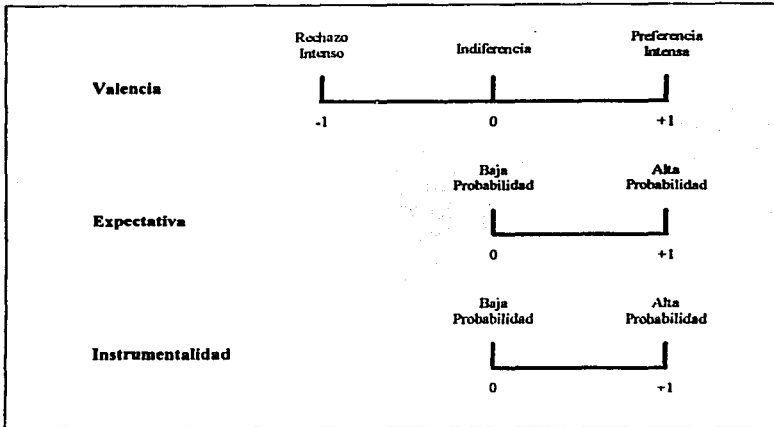 Rechazo Intenso
Indiferencia
Preferencia Intensa
Valencia
-1
0
+1
Baja Probabilidad
Alta Probabilidad
Expectativa
0
+1
Baja Probabilidad
Alta Probabilidad
Instrumentalidad
0
+1